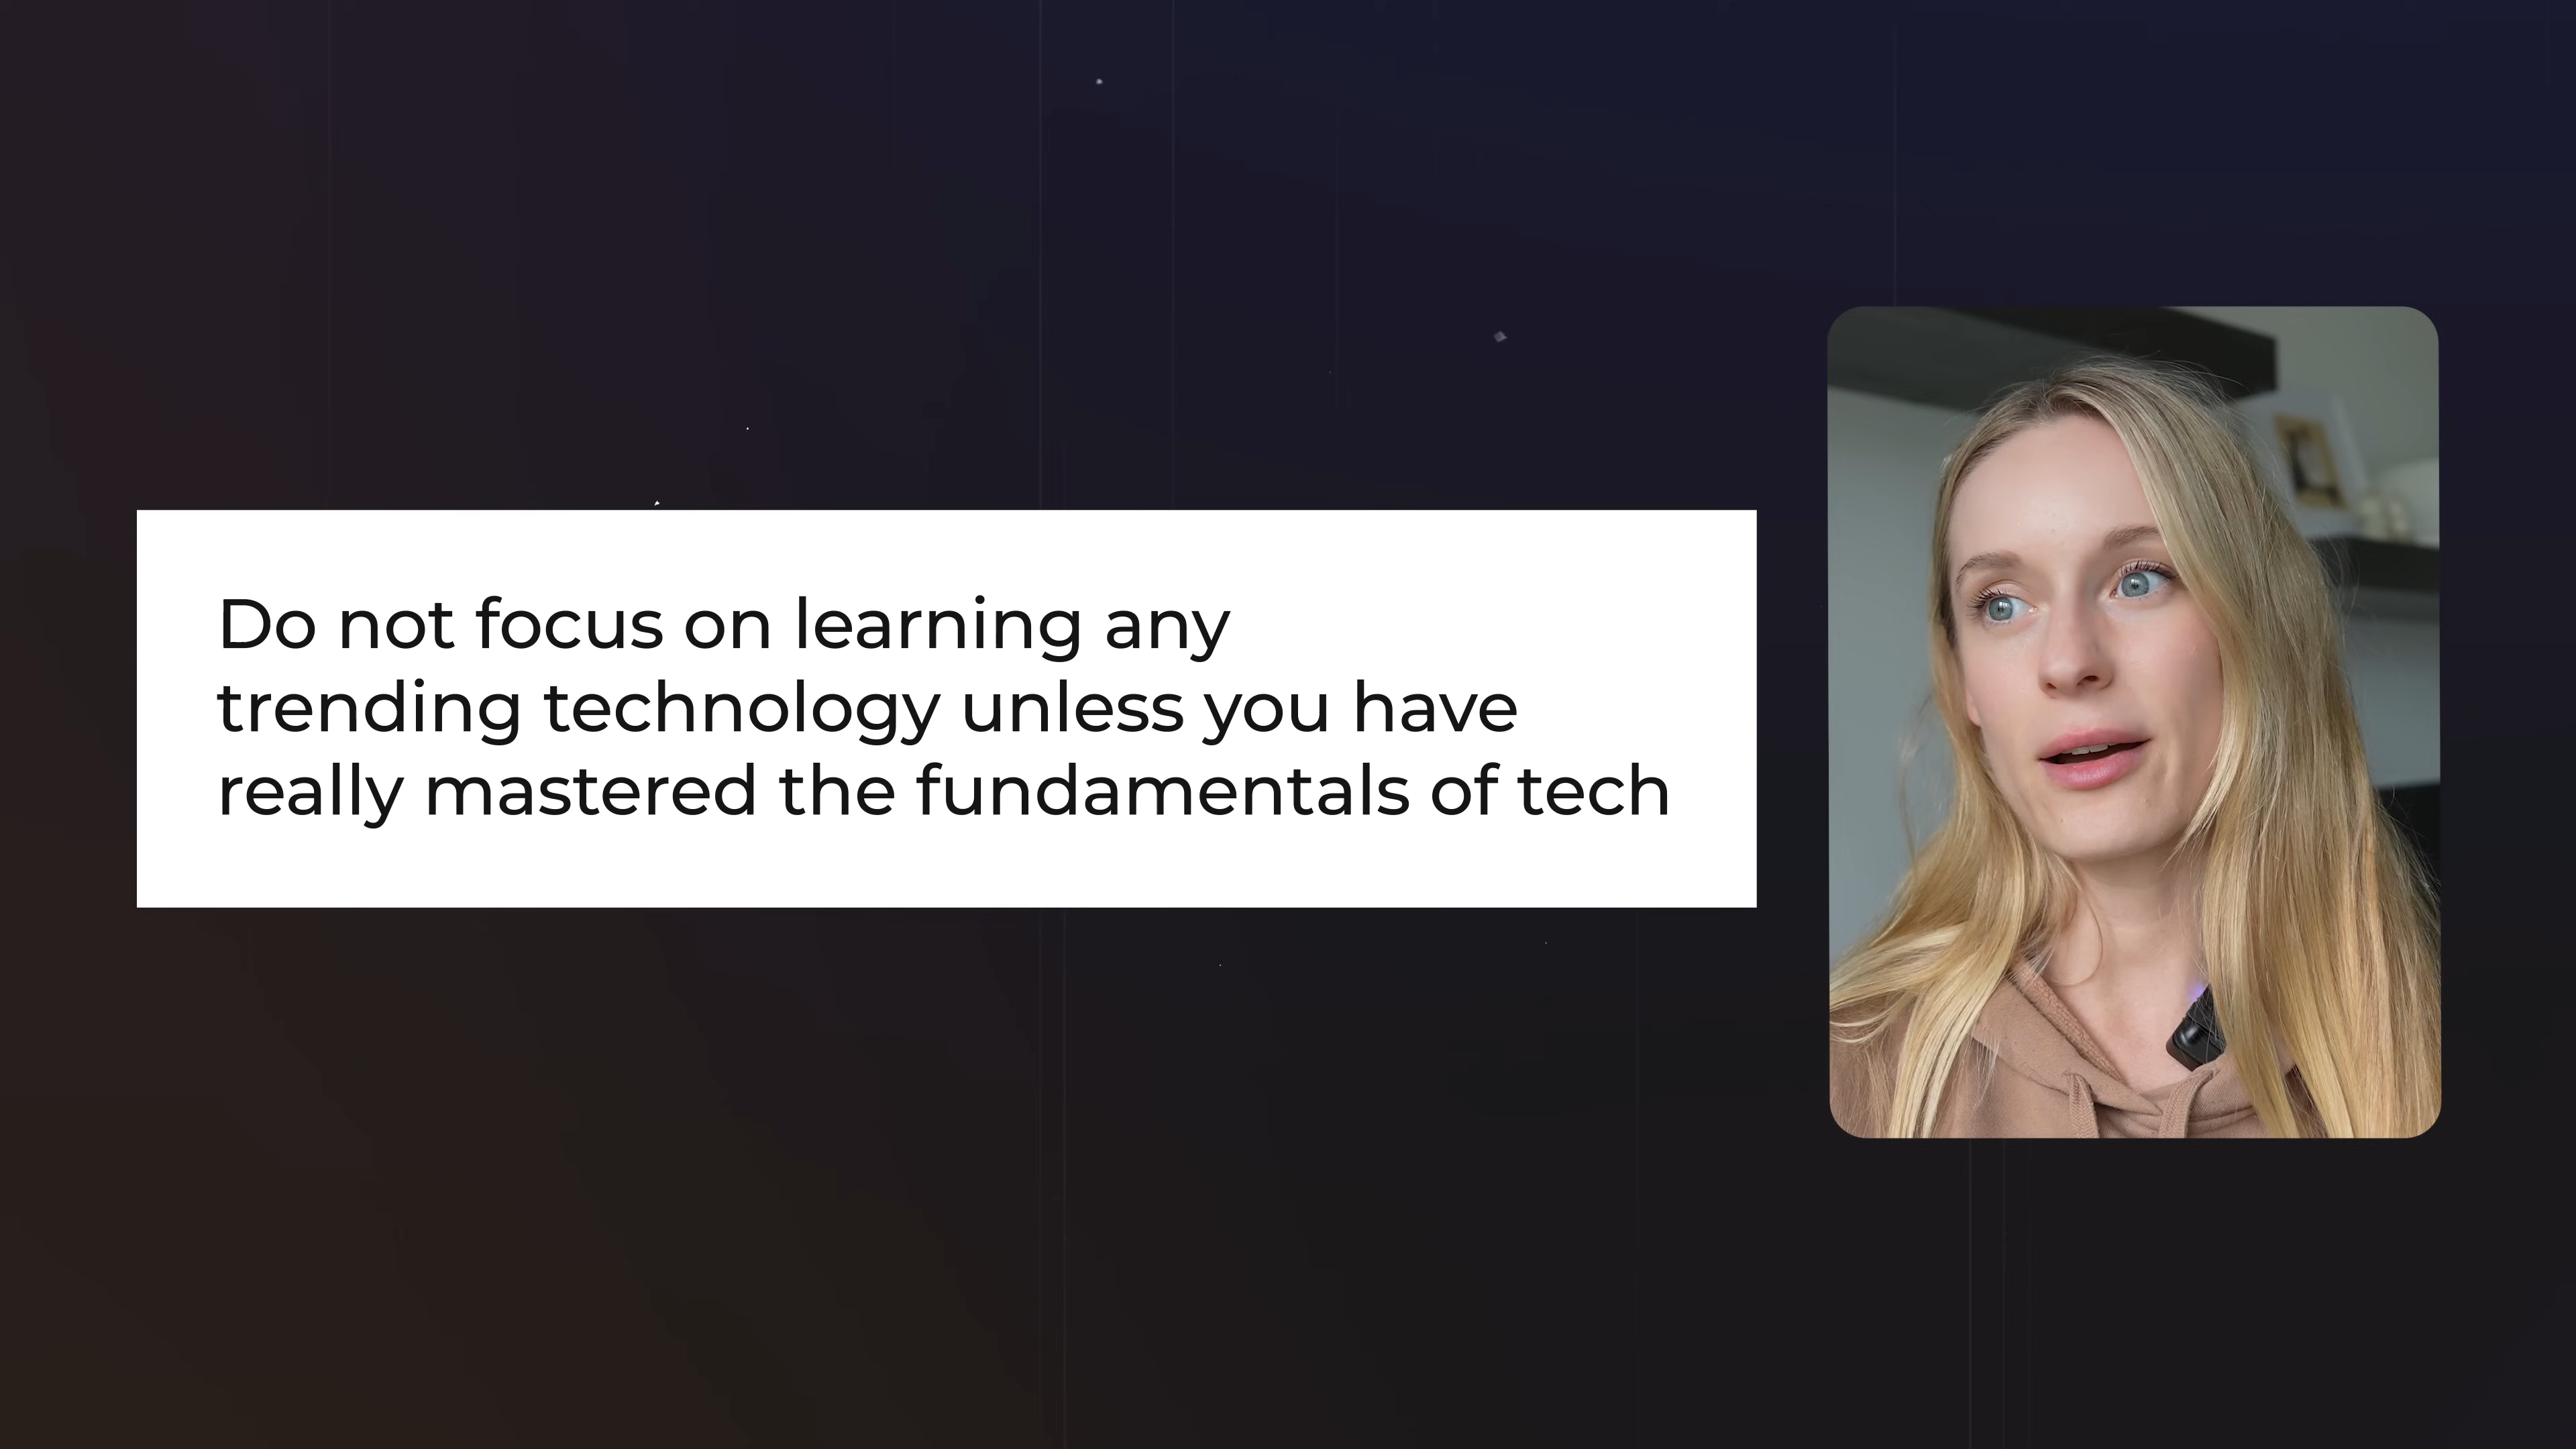 Do not focus on learning any
trending technology unless you have
really mastered the fundamentals of tech